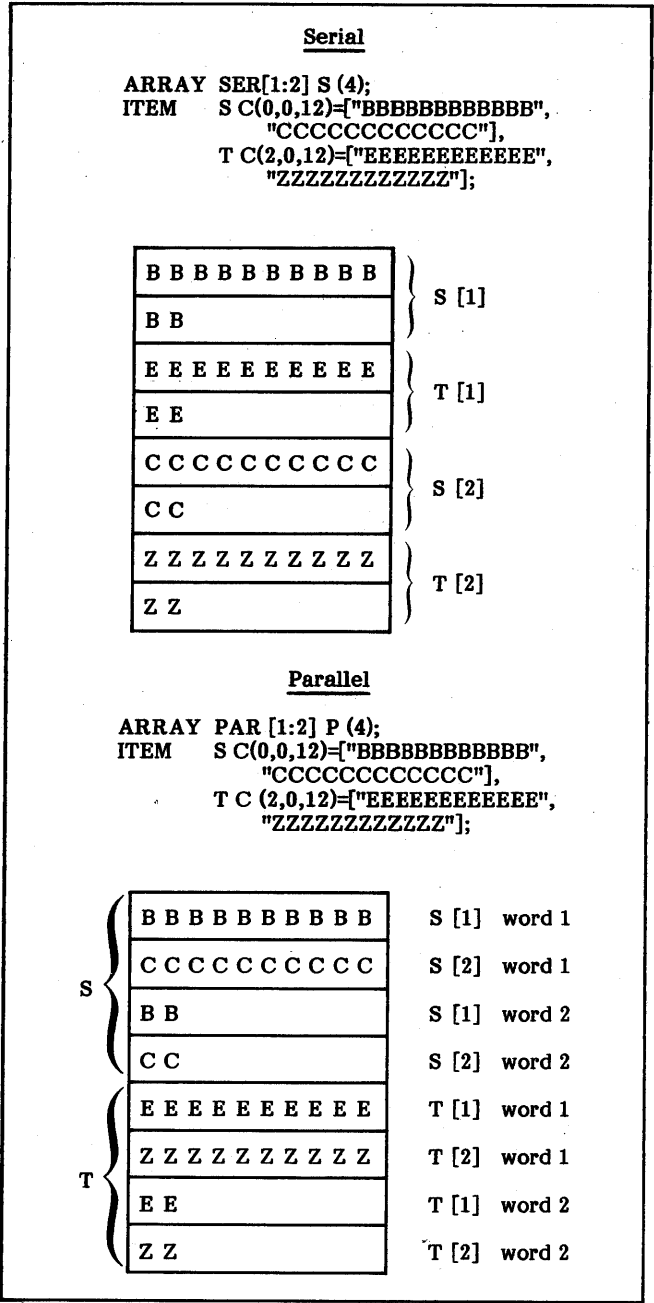 Serial
ARRAY SER[1:2] S (4);
ITEM S C(0,0,12)=["BBBBBBBBBBBB",
"CCCCCCCCCCCC"],
T C(2,0,12)=["EEEEEEEEEEEE",
"ZZZZZZZZZZZZ"];
B B B B B B B B B B
S [1]
B B
E E E E E E E E E E
T [1]
E E
C C C C C C C C C C
S [2]
C C
Z Z Z Z Z Z Z Z Z Z
T [2]
Z Z
Parallel
ARRAY PAR [1:2] P (4);
ITEM S C(0,0,12)=["BBBBBBBBBBBB",
"CCCCCCCCCCCC"],
T C (2,0,12)=["EEEEEEEEEEEE",
"ZZZZZZZZZZZZ"];
B B B B B B B B B B S [1] word 1
C C C C C C C C C C S [2] word 1
S
B B S [1] word 2
C C S [2] word 2
E E E E E E E E E E T [1] word 1
Z Z Z Z Z Z Z Z Z Z T [2] word 1
T
E E T [1] word 2
Z Z T [2] word 2